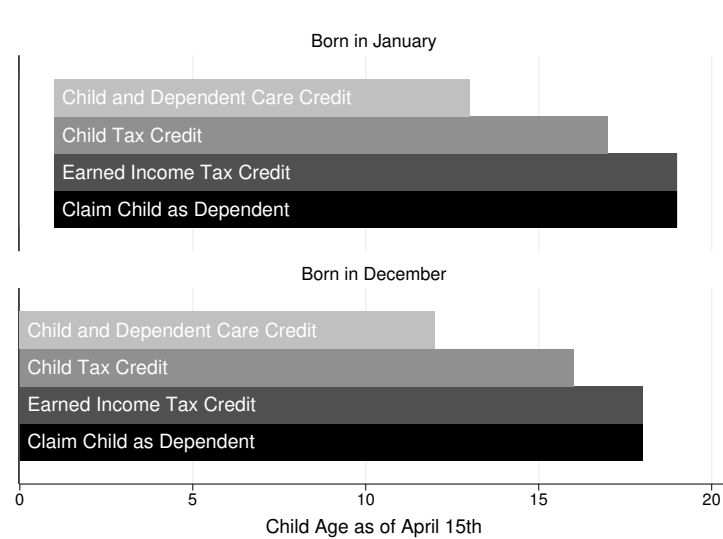 Born in January
Child and Dependent Care Credit
Child Tax Credit
Earned Income Tax Credit
Claim Child as Dependent
Born in December
Child and Dependent Care Credit
Child Tax Credit
Earned Income Tax Credit
Claim Child as Dependent
0 5 10 15 20
Child Age as of April 15th